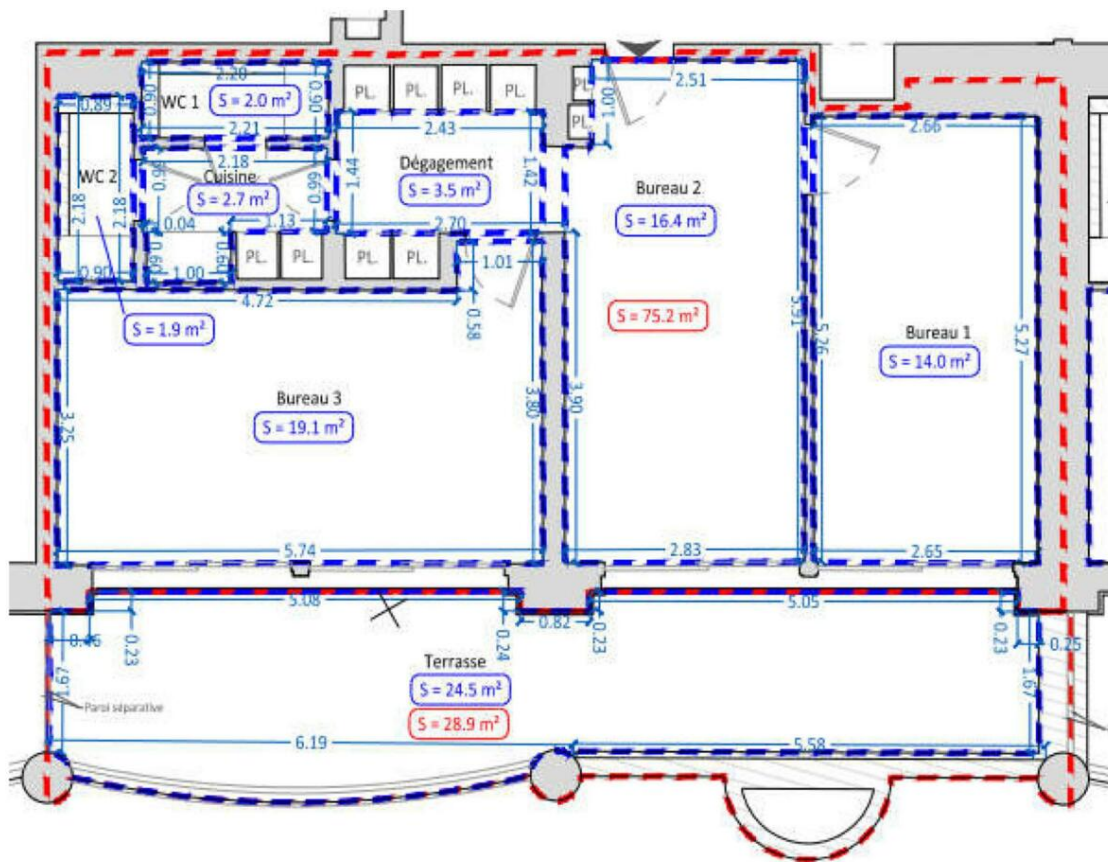 2.20
0.90
WC 1
S = 2.0 m²
0.90
2.21
PL.
PL.
PL.
PL.
PL.
PL.
2.51
1.00
0.89
WC 2
2.18
2.18
0.90
2.18
Cuisine
S = 2.7 m²
0.99
0.04
1.13
0.60
0.60
1.00
PL.
PL.
PL.
PL.
2.43
1.44
Dégagement
S = 3.5 m²
1.42
2.70
Bureau 2
S = 16.4 m²
S = 75.2 m²
3.90
5.91
2.83
2.66
Bureau 1
S = 14.0 m²
5.26
5.27
2.65
S = 1.9 m²
4.72
1.01
0.58
Bureau 3
S = 19.1 m²
3.25
3.80
5.74
5.08
0.82
5.05
0.23
0.24
0.23
0.23
0.25
1.67
1.67
Terrasse
S = 24.5 m²
S = 28.9 m²
Paroi séparative
6.19
5.58